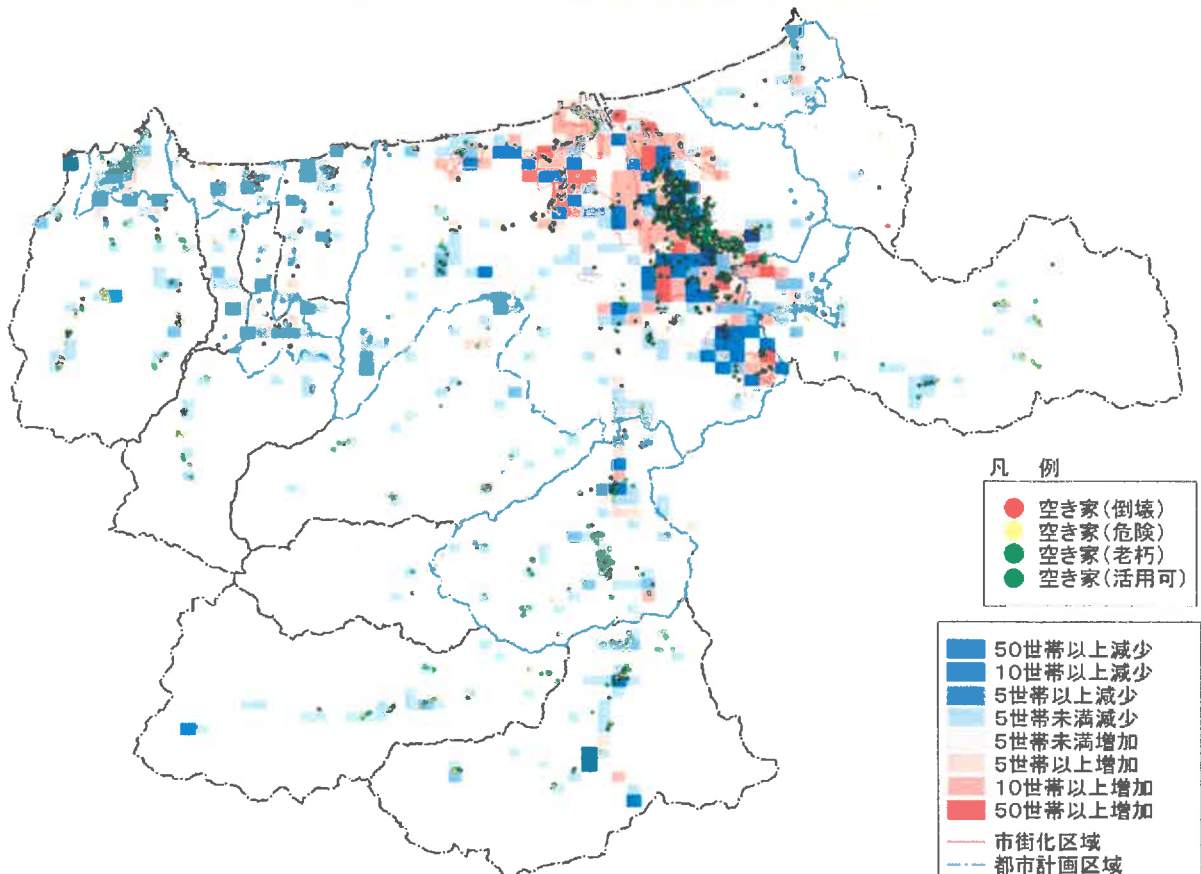 凡 例
空き家(倒壊)
空き家(危険)
空き家(老朽)
空き家(活用可)
50世帯以上減少
10世帯以上減少
5世帯以上減少
5世帯未満減少
5世帯未満増加
5世帯以上増加
10世帯以上増加
50世帯以上増加
市街化区域
都市計画区域